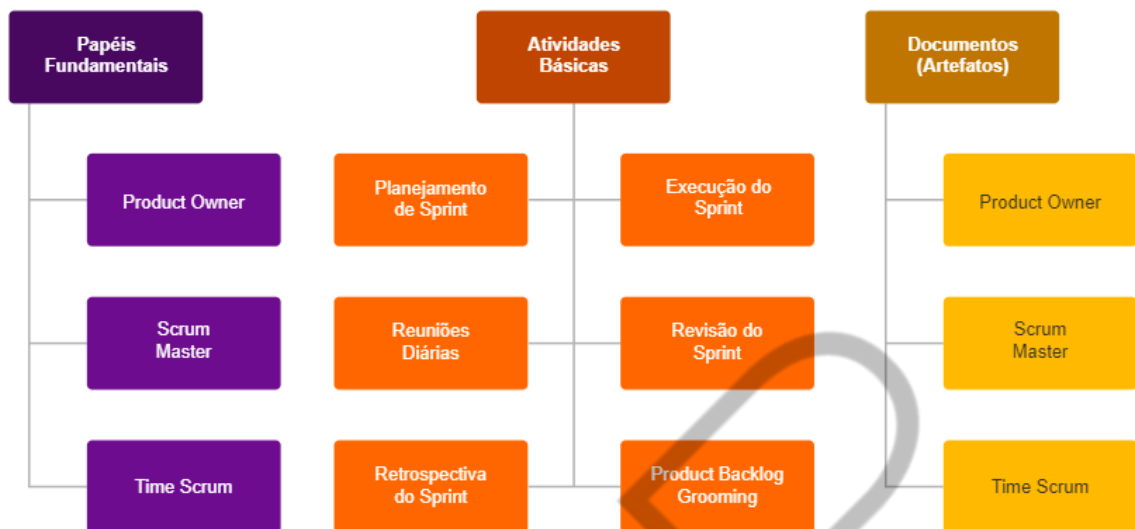 Papéis
Fundamentais
Product Owner
Scrum
Master
Time Scrum
Atividades
Básicas
Planejamento
de Sprint
Execução do
Sprint
Reuniões
Diárias
Revisão do
Sprint
Retrospectiva
do Sprint
Product Backlog
Grooming
Documentos
(Artefatos)
Product Owner
Scrum
Master
Time Scrum